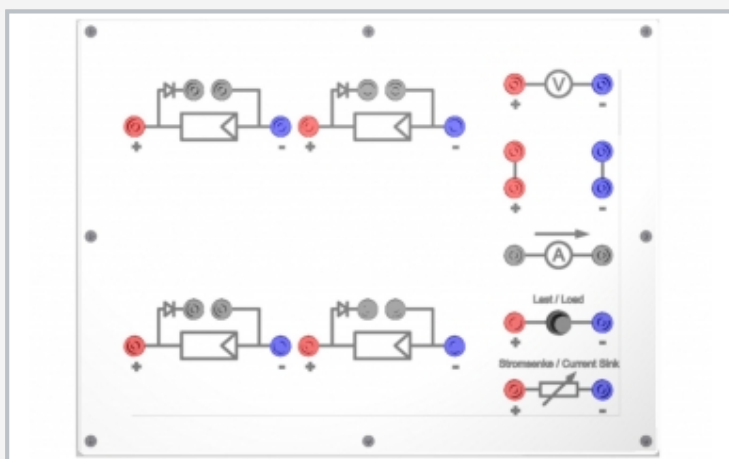 + - + -
V
+ -
+ -
A
Last / Load
+ -
Stromsenke / Current Sink
+ -
+ - + -